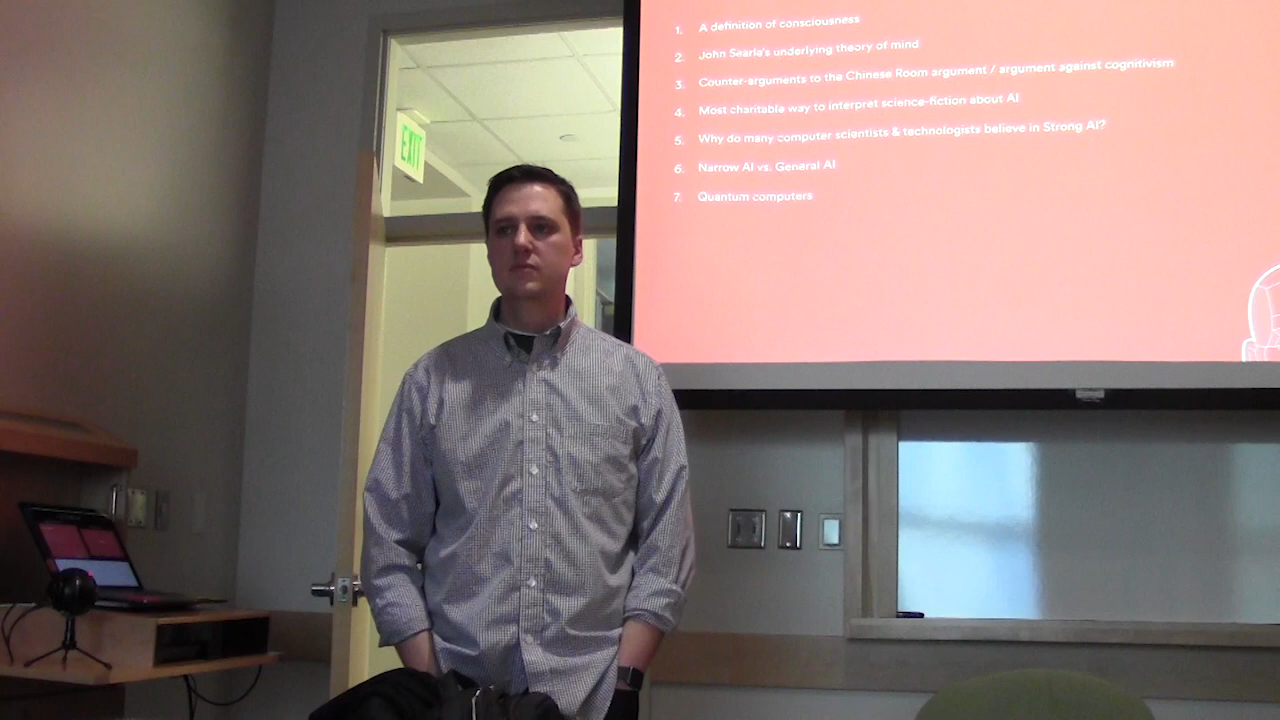 EXIT
1. A definition of consciousness
2. John Searle's underlying theory of mind
3. Counter-arguments to the Chinese Room argument / argument against cognitivism
4. Most charitable way to interpret science-fiction about AI
5. Why do many computer scientists & technologists believe in Strong AI?
6. Narrow AI vs. General AI
7. Quantum computers